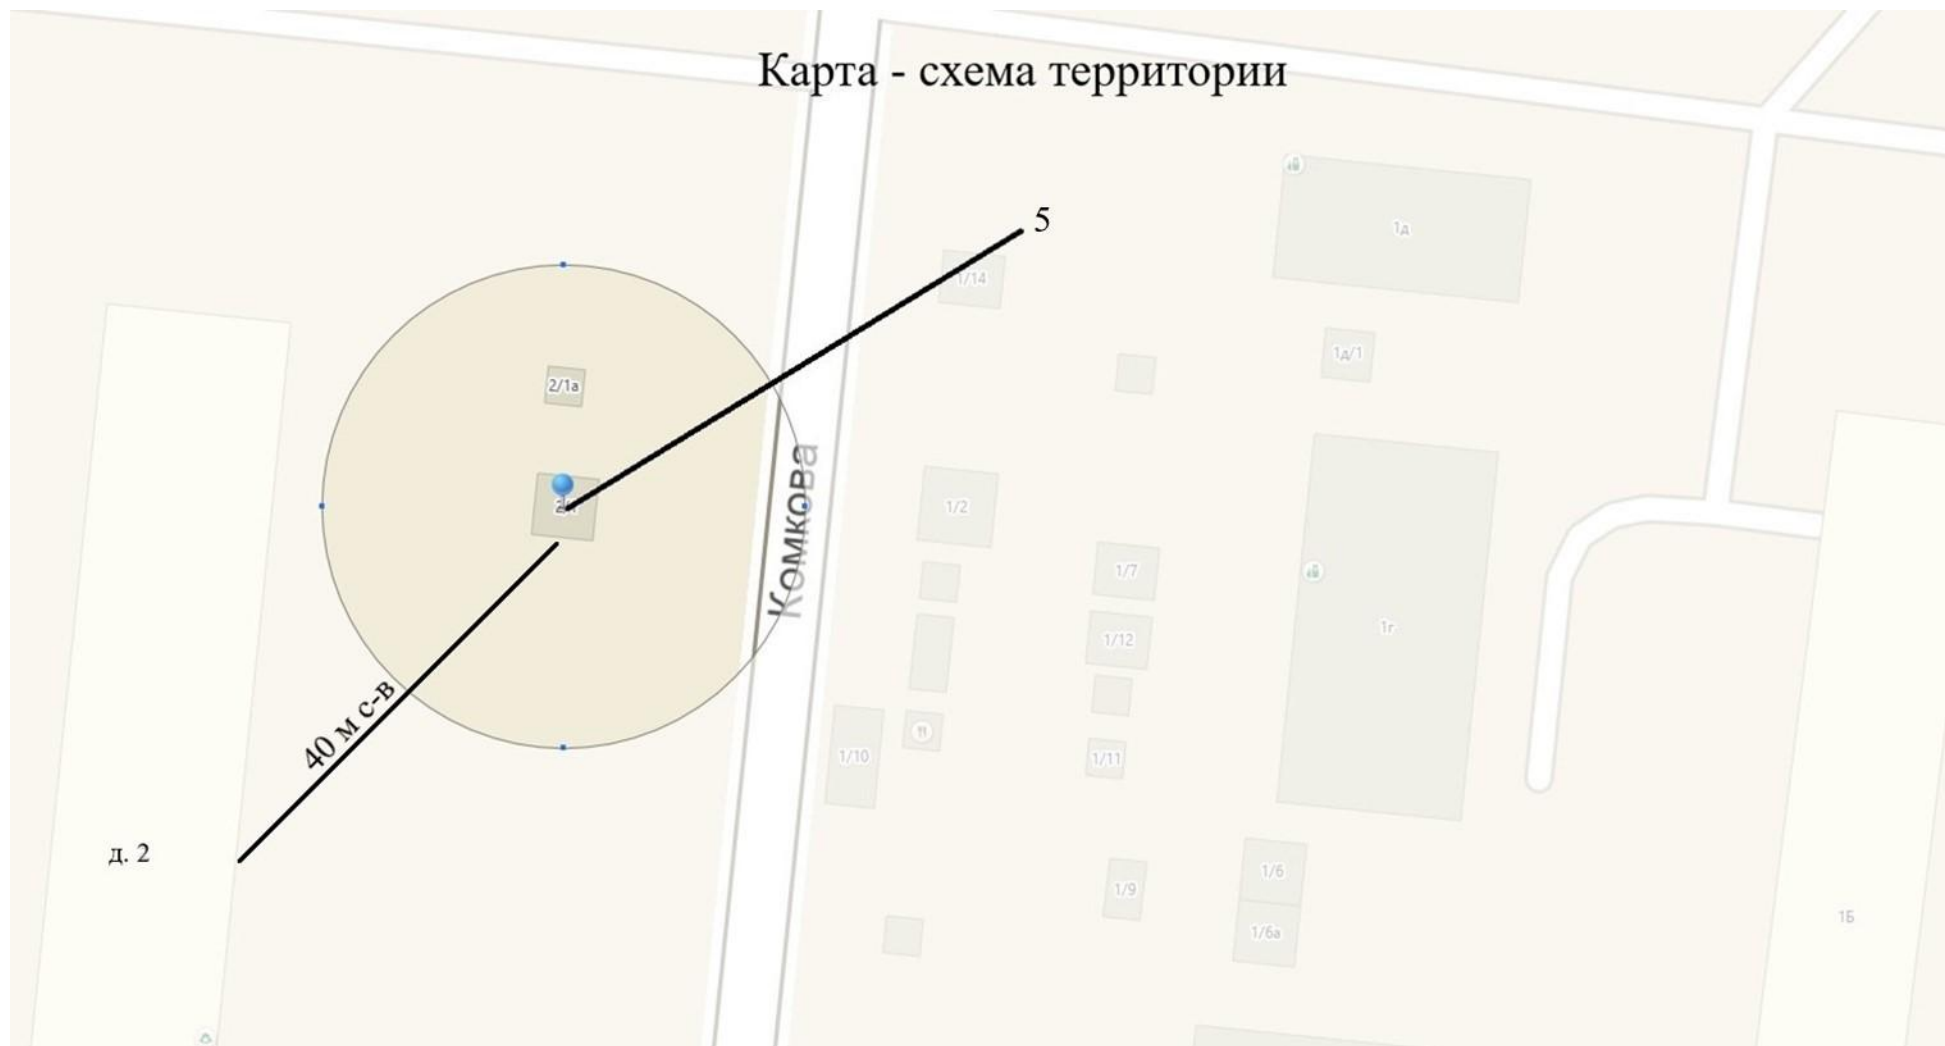 Карта - схема территории
1д
5
1/14
1д/1
2/1а
Комкова
1/2
1/7
1г
1/12
40 м с-в
1/10
1/11
д. 2
1/6
1/9
1Б
1/6а